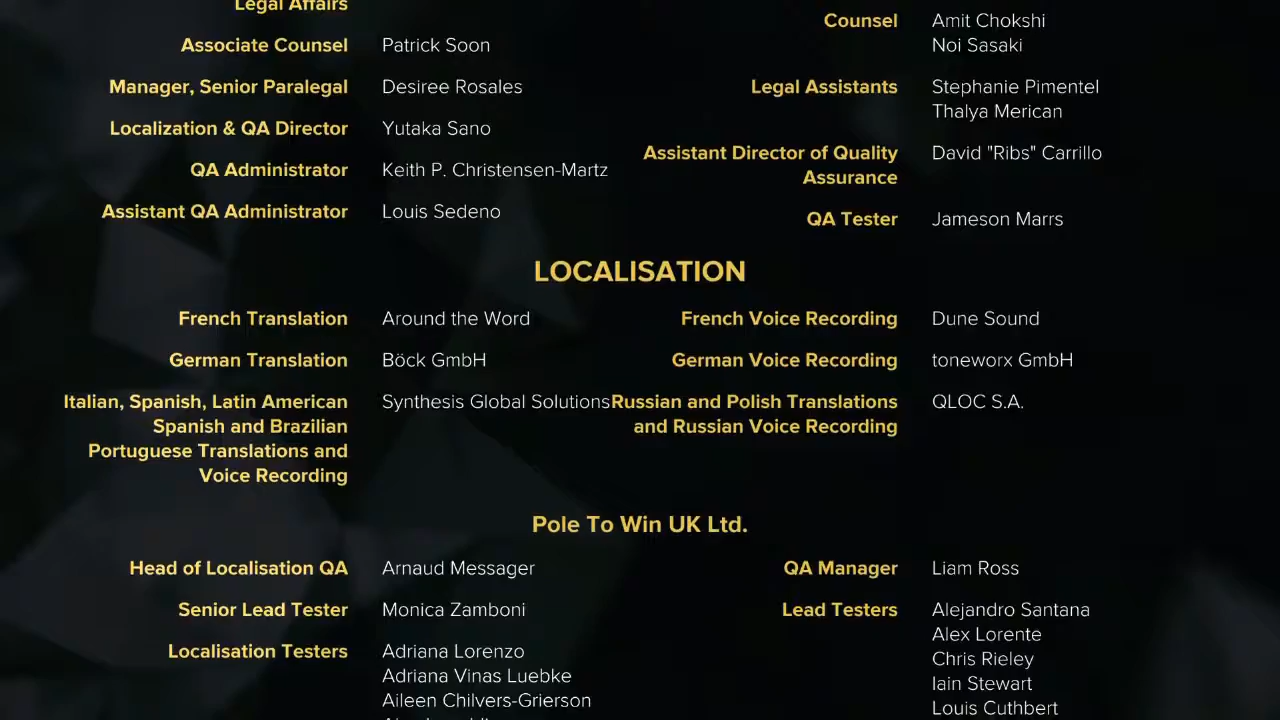 Legal Affairs
Associate Counsel Patrick Soon
Manager, Senior Paralegal Desiree Rosales
Localization & QA Director Yutaka Sano
QA Administrator Keith P. Christensen-Martz
Assistant QA Administrator Louis Sedeno
Counsel Amit Chokshi
Noi Sasaki
Legal Assistants Stephanie Pimentel
Thalya Merican
Assistant Director of Quality David "Ribs" Carrillo
Assurance
QA Tester Jameson Marrs
LOCALISATION
French Translation Around the Word
German Translation Böck GmbH
Italian, Spanish, Latin American Synthesis Global Solutions
Spanish and Brazilian
Portuguese Translations and
Voice Recording
French Voice Recording Dune Sound
German Voice Recording toneworx GmbH
Russian and Polish Translations QLOC S.A.
and Russian Voice Recording
Pole To Win UK Ltd.
Head of Localisation QA Arnaud Messager
Senior Lead Tester Monica Zamboni
Localisation Testers Adriana Lorenzo
Adriana Vinas Luebke
Aileen Chilvers-Grierson
QA Manager Liam Ross
Lead Testers Alejandro Santana
Alex Lorente
Chris Rieley
Iain Stewart
Louis Cuthbert